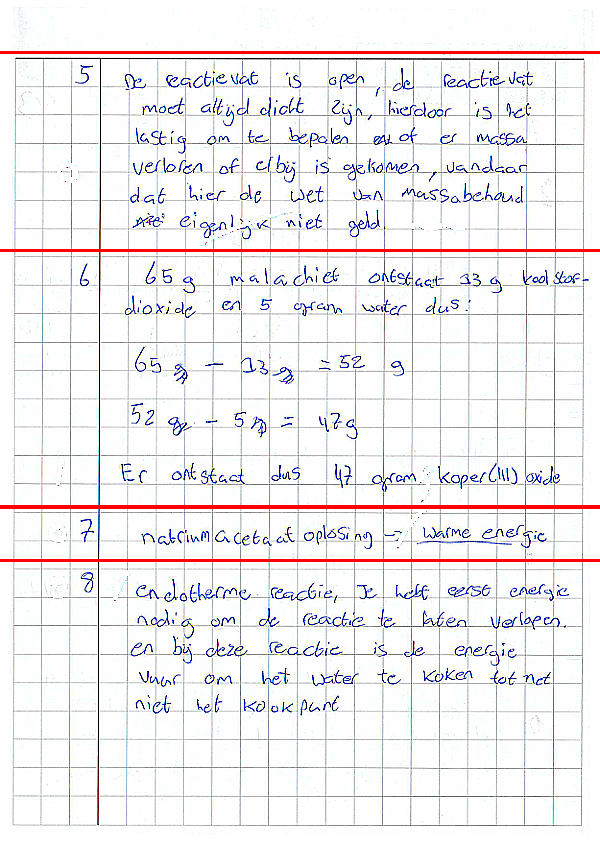 5 De reactievat is open, de reactievat
moet altijd dicht zijn, hierdoor is het
lastig om te bepalen of er massa
verloren of erbij is gekomen, vandaar
dat hier de wet van massabehoud
eigenlijk niet geld.
6 65 g malachiet ontstaat 13 g koolstof-
dioxide en 5 gram water dus:
65 g - 13 g = 52 g
52 g - 5 g = 47 g
Er ontstaat dus 47 gram koper(III) oxide
7 natriumacetaat oplosing → warme energie
8 endotherme reactie, Je hebt eerst energie
nodig om de reactie te laten verlopen.
en bij deze reactie is de energie
vuur om het water te koken tot net
niet het kookpunt